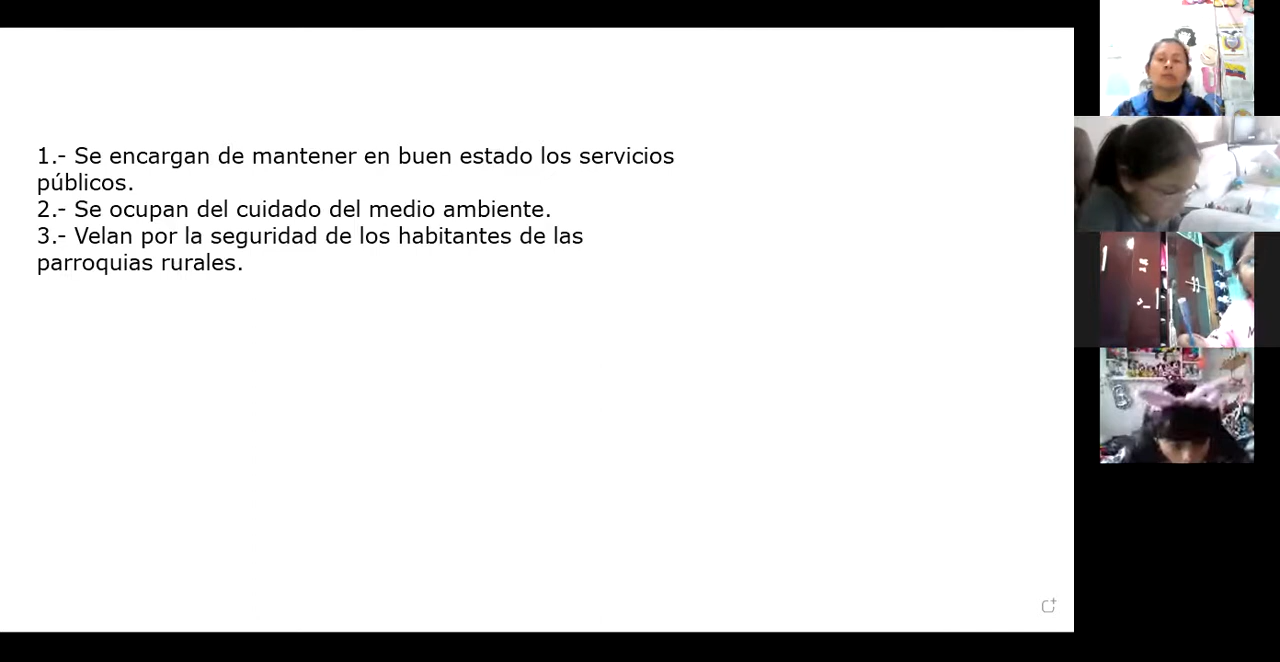 1.- Se encargan de mantener en buen estado los servicios
públicos.
2.- Se ocupan del cuidado del medio ambiente.
3.- Velan por la seguridad de los habitantes de las
parroquias rurales.